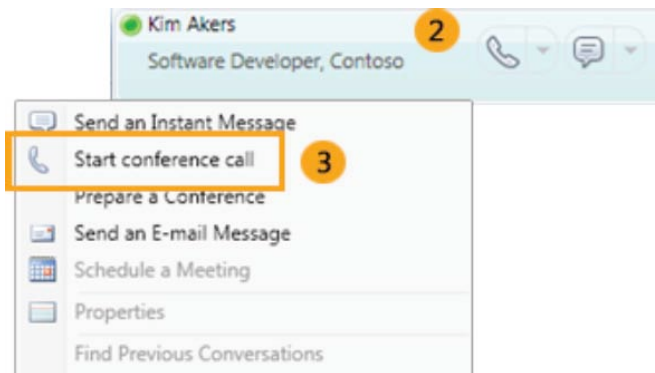 Kim Akers
2
Software Developer, Contoso
Send an Instant Message
Start conference call
3
Prepare a Conference
Send an E-mail Message
Schedule a Meeting
Properties
Find Previous Conversations